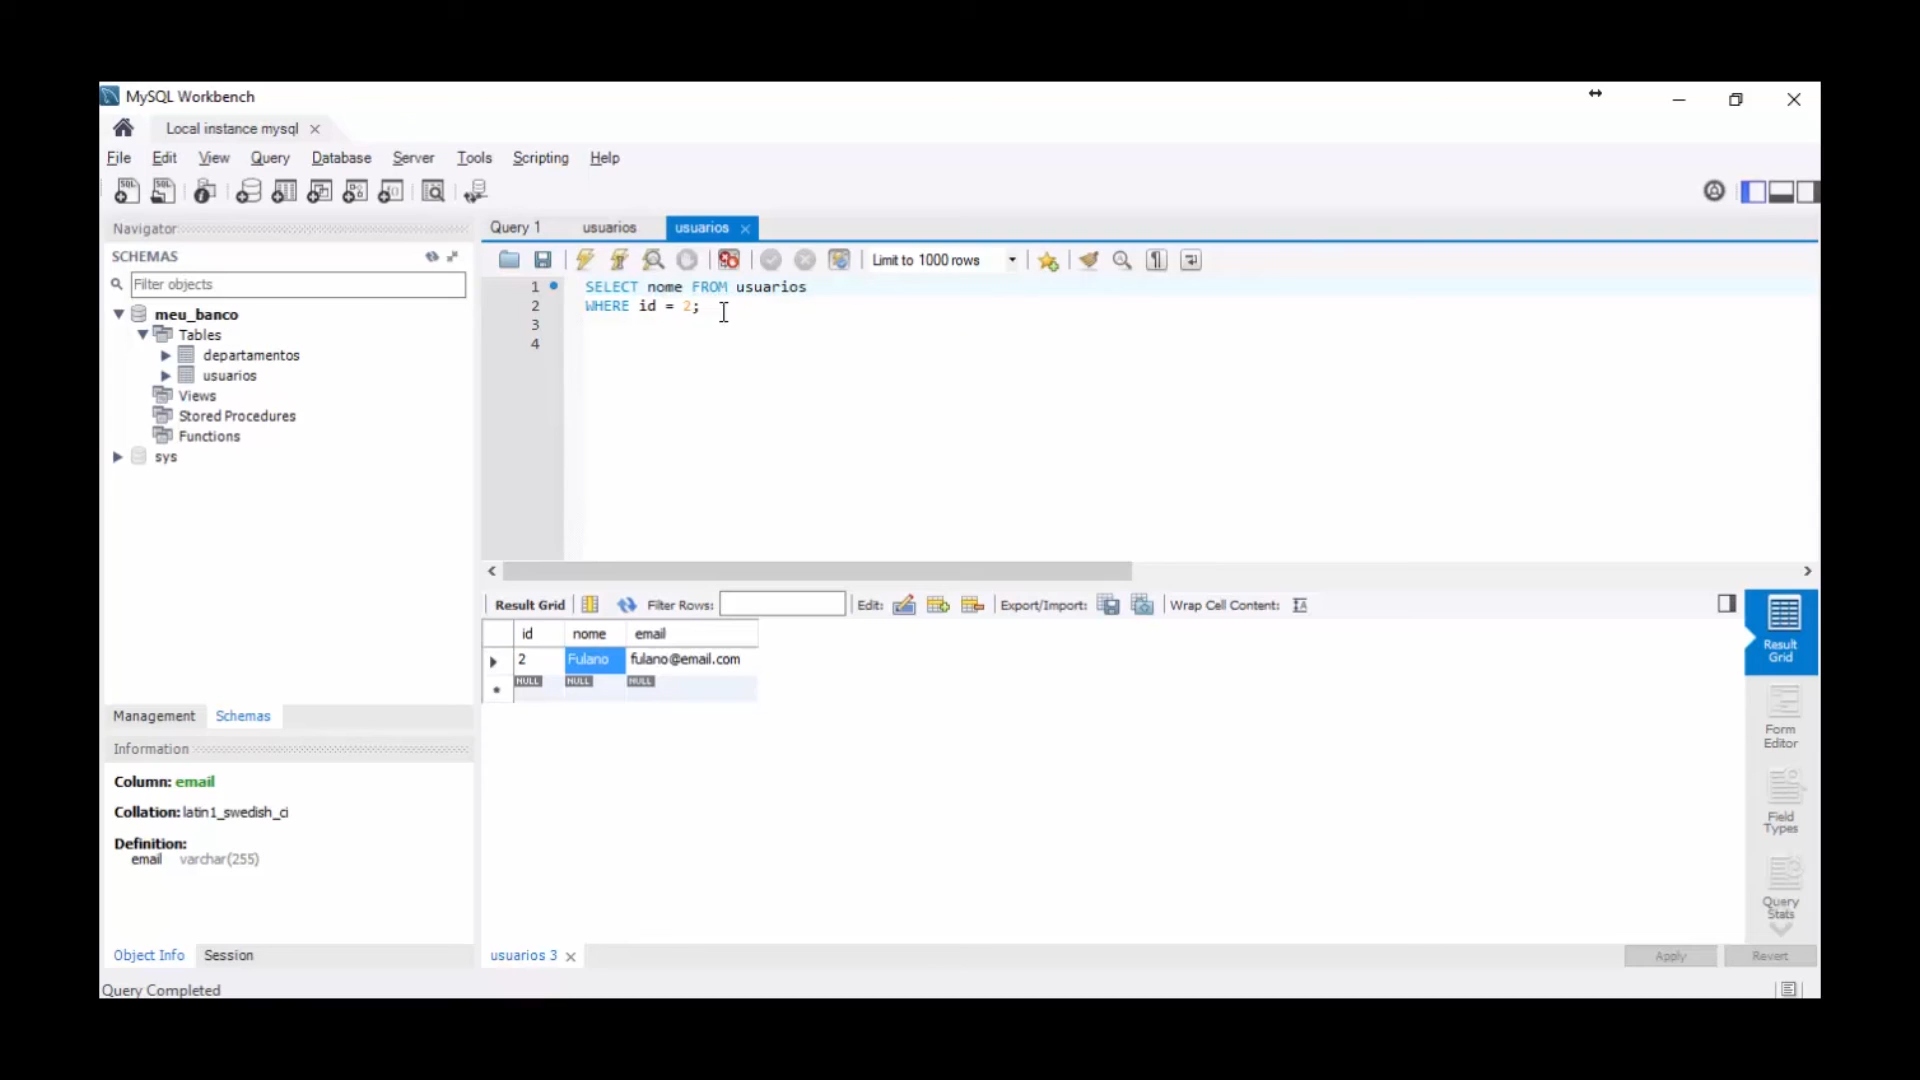 MySQL Workbench
Local instance mysql
File Edit View Query Database Server Tools Scripting Help
Navigator
SCHEMAS
Filter objects
meu_banco
Tables
departamentos
usuarios
Views
Stored Procedures
Functions
sys
Management Schemas
Information
Column: email
Collation: latin1_swedish_ci
Definition:
email varchar(255)
Object Info Session
Query 1 usuarios usuarios
Limit to 1000 rows
1 SELECT nome FROM usuarios
2 WHERE id = 2;
3
4
Result Grid Filter Rows: Edit: Export/Import: Wrap Cell Content:
id nome email
2 Fulano fulano@email.com
NULL NULL NULL
Result
Grid
Form
Editor
Field
Types
Query
Stats
usuarios 3
Apply Revert
Query Completed